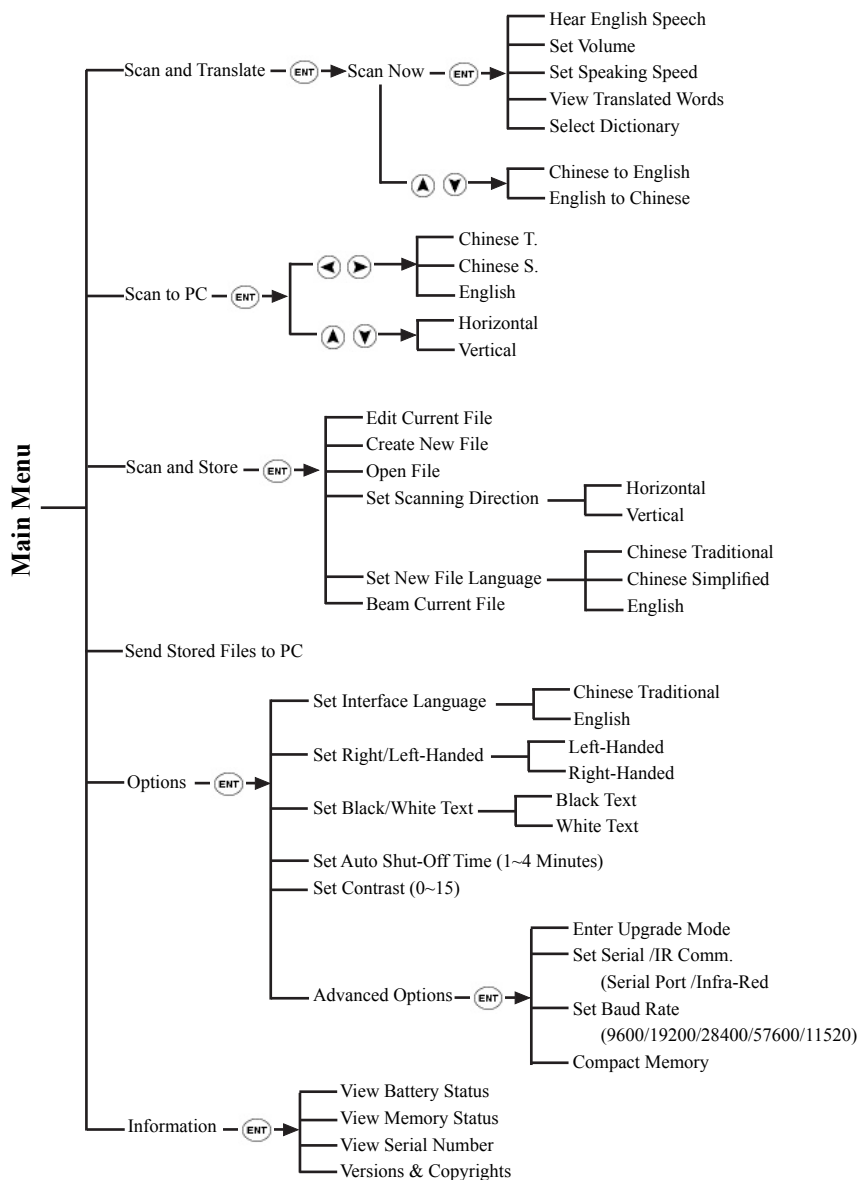 Main Menu
Scan and Translate
ENT
Scan Now
ENT
Hear English Speech
Set Volume
Set Speaking Speed
View Translated Words
Select Dictionary
Chinese to English
English to Chinese
Scan to PC
ENT
Chinese T.
Chinese S.
English
Horizontal
Vertical
Scan and Store
ENT
Edit Current File
Create New File
Open File
Set Scanning Direction
Horizontal
Vertical
Set New File Language
Chinese Traditional
Chinese Simplified
English
Beam Current File
Send Stored Files to PC
Options
ENT
Set Interface Language
Chinese Traditional
English
Set Right/Left-Handed
Left-Handed
Right-Handed
Set Black/White Text
Black Text
White Text
Set Auto Shut-Off Time (1~4 Minutes)
Set Contrast (0~15)
Advanced Options
ENT
Enter Upgrade Mode
Set Serial /IR Comm.
(Serial Port /Infra-Red
Set Baud Rate
(9600/19200/28400/57600/11520)
Compact Memory
Information
ENT
View Battery Status
View Memory Status
View Serial Number
Versions & Copyrights